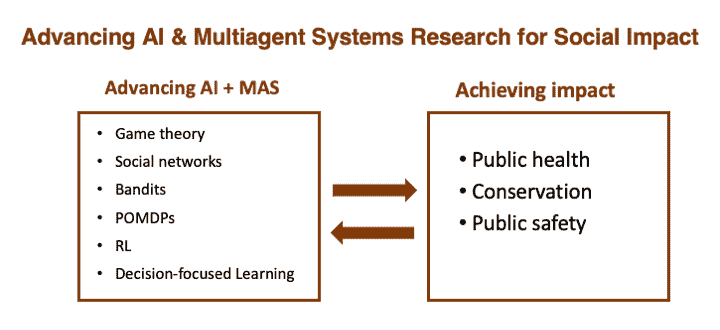 Advancing AI & Multiagent Systems Research for Social Impact
Advancing AI + MAS
• Game theory
• Social networks
• Bandits
• POMDPs
• RL
• Decision-focused Learning
Achieving impact
• Public health
• Conservation
• Public safety